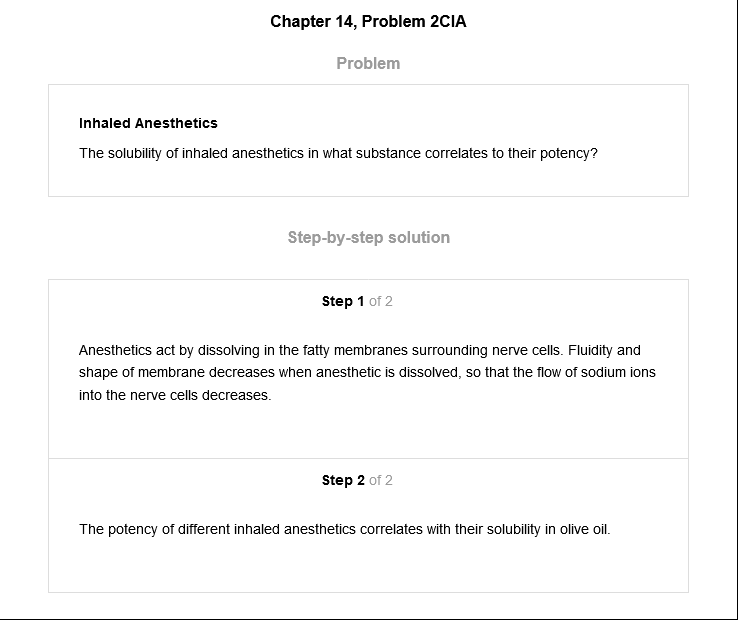 Chapter 14, Problem 2CIA
Problem
Inhaled Anesthetics
The solubility of inhaled anesthetics in what substance correlates to their potency?
Step-by-step solution
Step 1 of 2
Anesthetics act by dissolving in the fatty membranes surrounding nerve cells. Fluidity and
shape of membrane decreases when anesthetic is dissolved, so that the flow of sodium ions
into the nerve cells decreases.
Step 2 of 2
The potency of different inhaled anesthetics correlates with their solubility in olive oil.